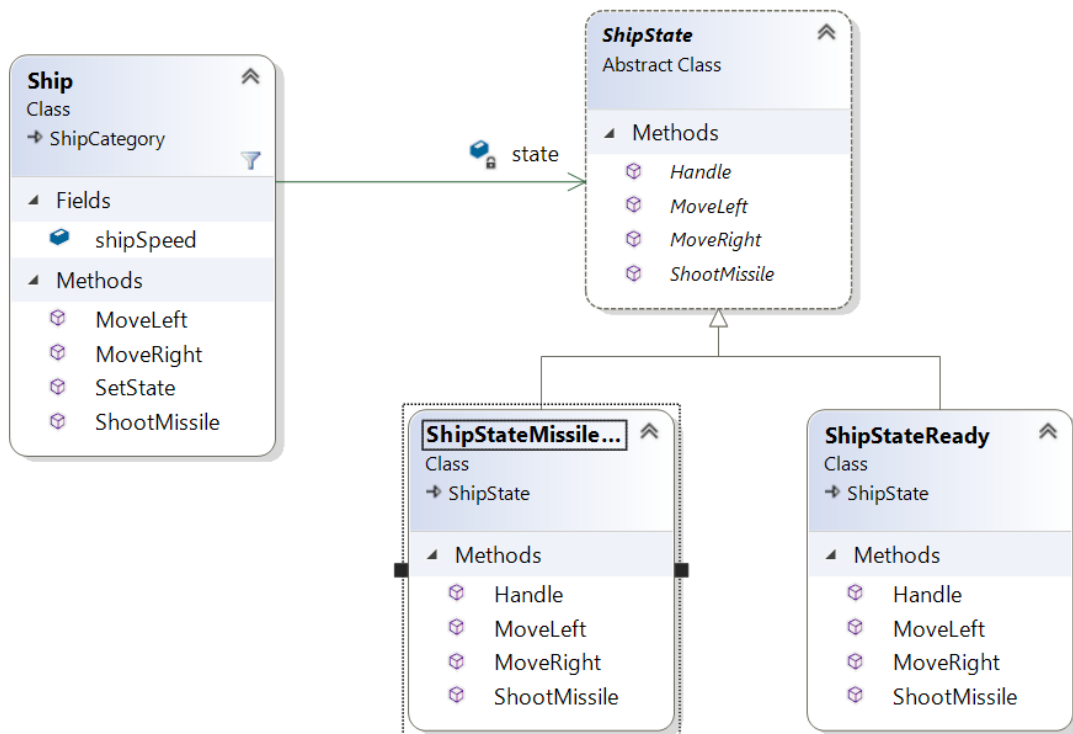 Ship
Class
ShipCategory
Fields
shipSpeed
Methods
MoveLeft
MoveRight
SetState
ShootMissile
state
ShipState
Abstract Class
Methods
Handle
MoveLeft
MoveRight
ShootMissile
ShipStateMissile...
Class
ShipState
Methods
Handle
MoveLeft
MoveRight
ShootMissile
ShipStateReady
Class
ShipState
Methods
Handle
MoveLeft
MoveRight
ShootMissile